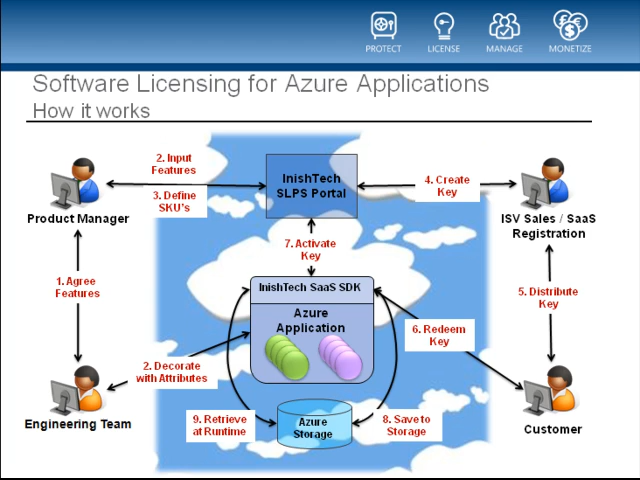 PROTECT LICENSE MANAGE MONETIZE
Software Licensing for Azure Applications
How it works
2. Input
Features
3. Define
SKU's
InishTech
SLPS Portal
4. Create
Key
Product Manager
ISV Sales / SaaS
Registration
7. Activate
Key
1. Agree
Features
InishTech SaaS SDK
5. Distribute
Key
Azure
Application
6. Redeem
Key
2. Decorate
with Attributes
Engineering Team
9. Retrieve
at Runtime
Azure
Storage
8. Save to
Storage
Customer